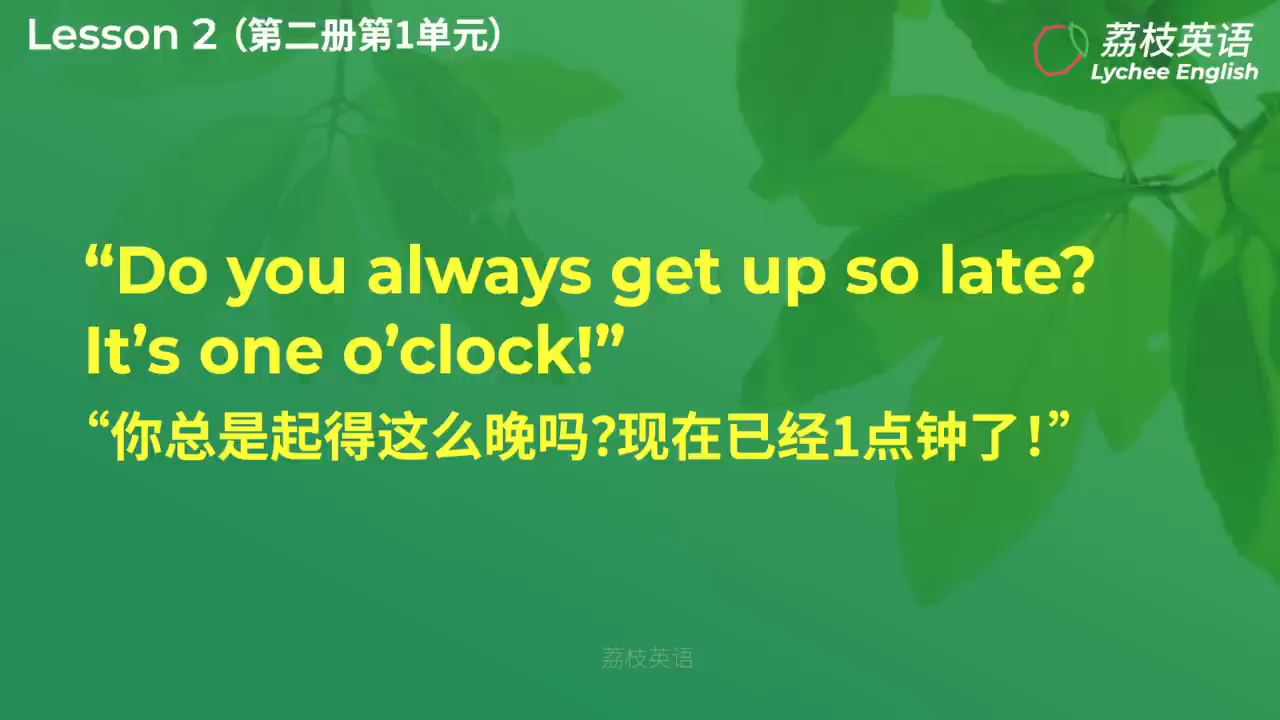 Lesson 2（第二册第1单元）
荔枝英语
Lychee English
“Do you always get up so late?
It’s one o’clock!”
“你总是起得这么晚吗?现在已经1点钟了！”
荔枝英语